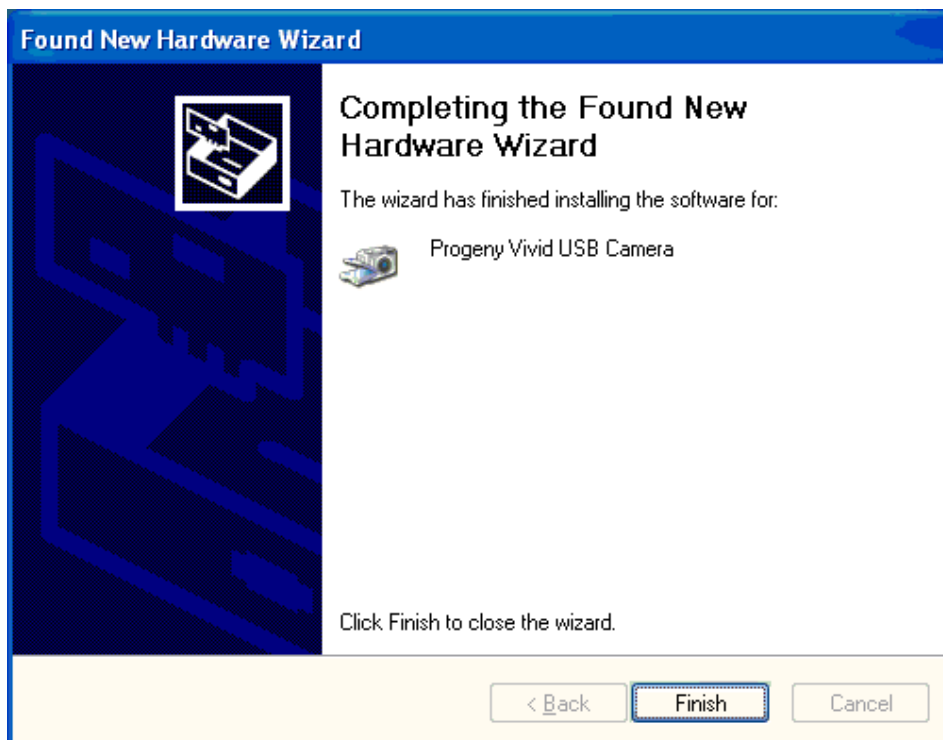 Found New Hardware Wizard
Completing the Found New
Hardware Wizard
The wizard has finished installing the software for:
Progeny Vivid USB Camera
Click Finish to close the wizard.
< Back
Finish
Cancel